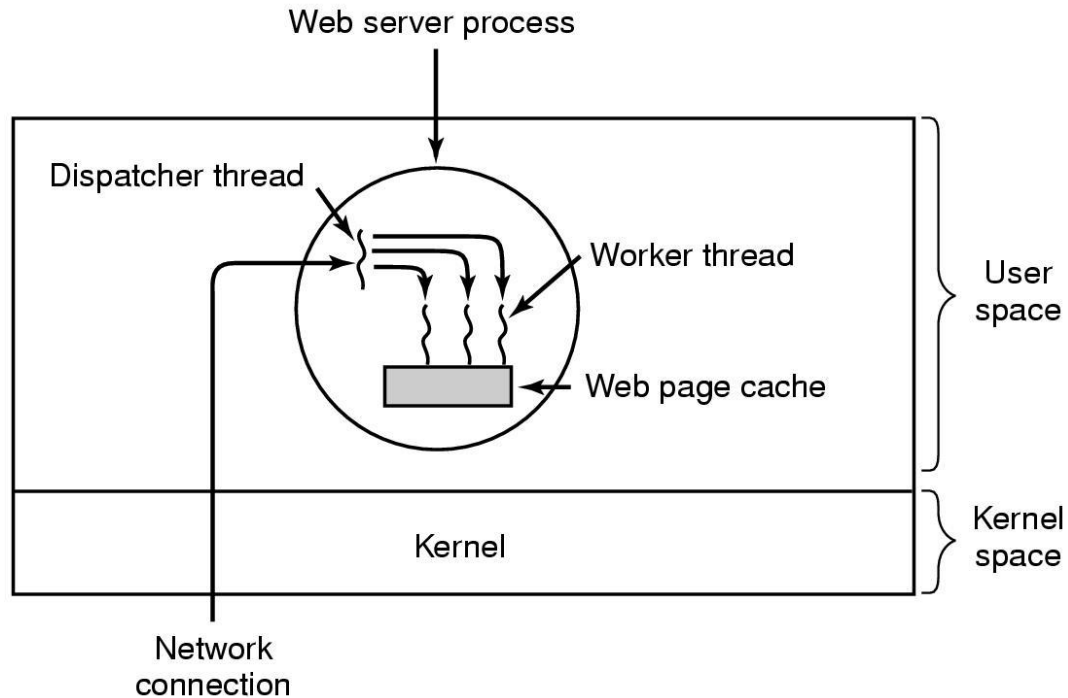 Web server process
Dispatcher thread
Worker thread
User
space
Web page cache
Kernel
Kernel
space
Network
connection